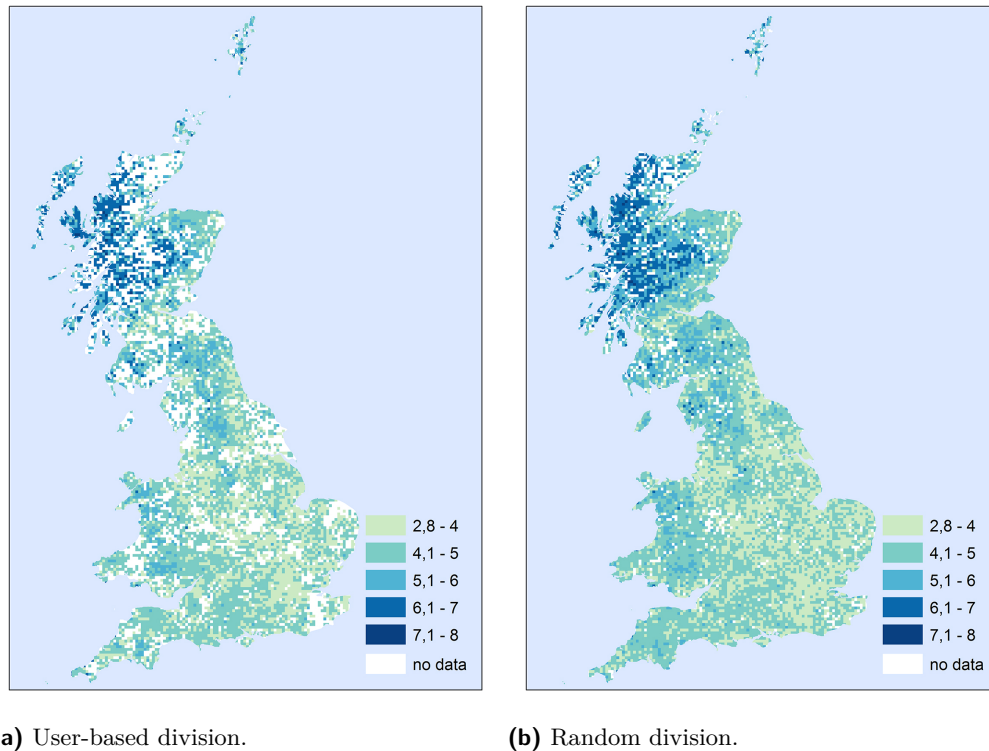 2,8 - 4
4,1 - 5
5,1 - 6
6,1 - 7
7,1 - 8
no data
2,8 - 4
4,1 - 5
5,1 - 6
6,1 - 7
7,1 - 8
no data
a) User-based division.
(b) Random division.